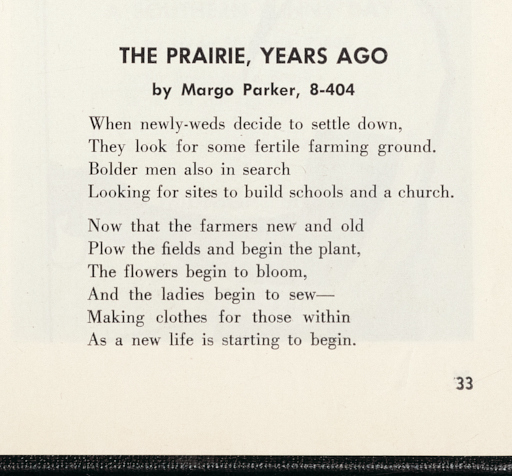 THE PRAIRIE, YEARS AGO
by Margo Parker, 8-404
When newly-weds decide to settle down,
They look for some fertile farming ground.
Bolder men also in search
Looking for sites to build schools and a church.
Now that the farmers new and old
Plow the fields and begin the plant,
The flowers begin to bloom,
And the ladies begin to sew—
Making clothes for those within
As a new life is starting to begin.
33